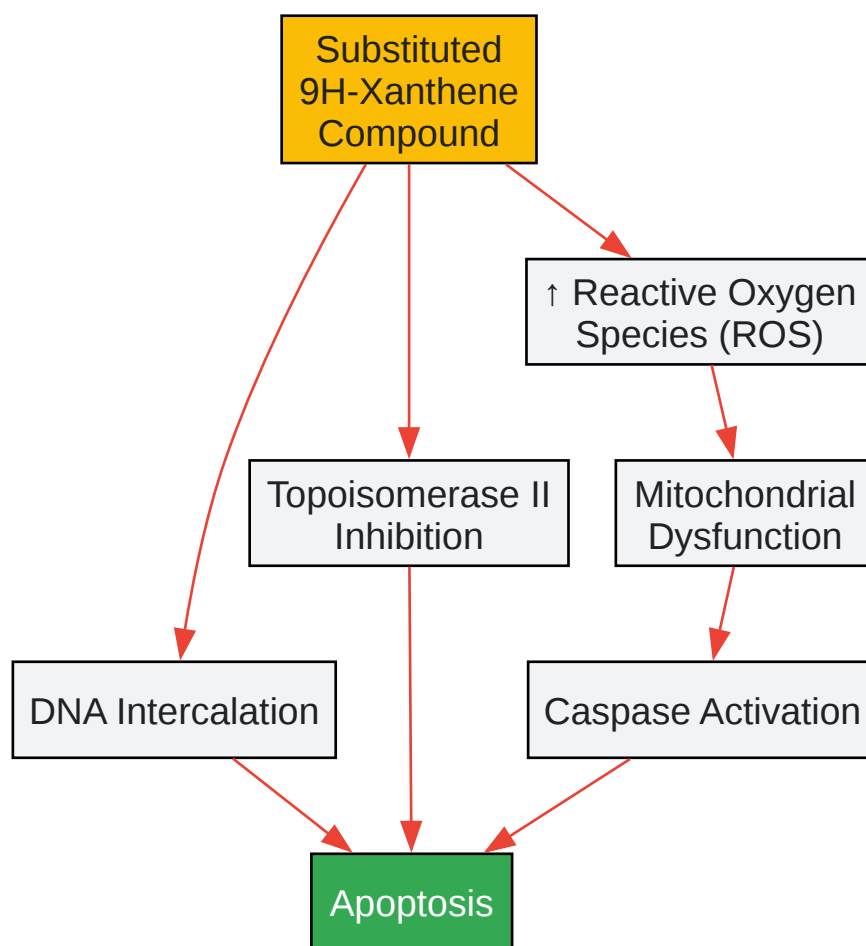 Substituted
9H-Xanthene
Compound
↑ Reactive Oxygen
Species (ROS)
Topoisomerase II
Inhibition
Mitochondrial
Dysfunction
DNA Intercalation
Caspase Activation
Apoptosis